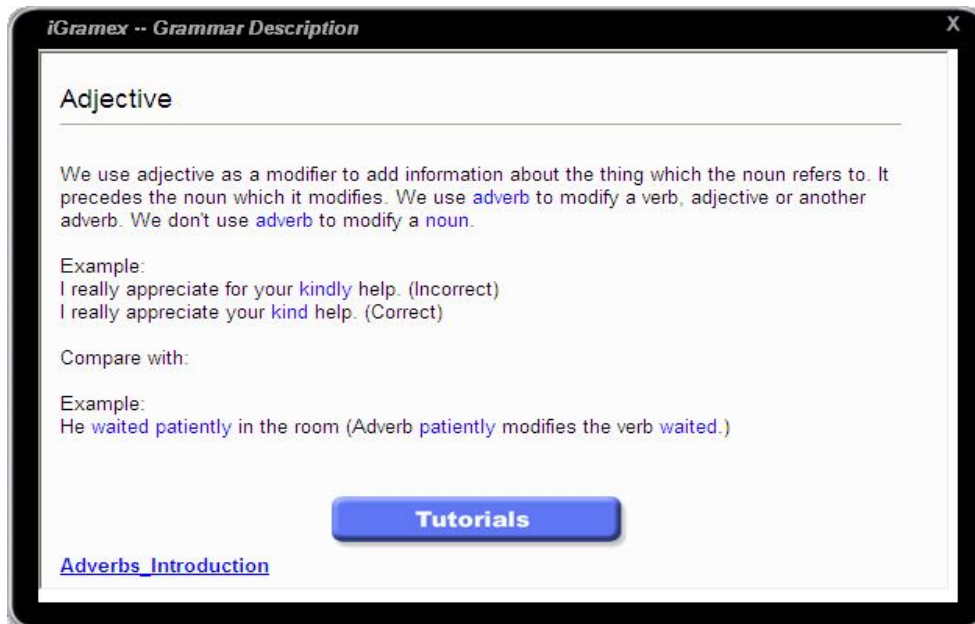 iGramex -- Grammar Description
X
Adjective
We use adjective as a modifier to add information about the thing which the noun refers to. It
precedes the noun which it modifies. We use adverb to modify a verb, adjective or another
adverb. We don't use adverb to modify a noun.
Example:
I really appreciate for your kindly help. (Incorrect)
I really appreciate your kind help. (Correct)
Compare with:
Example:
He waited patiently in the room (Adverb patiently modifies the verb waited.)
Tutorials
Adverbs_Introduction